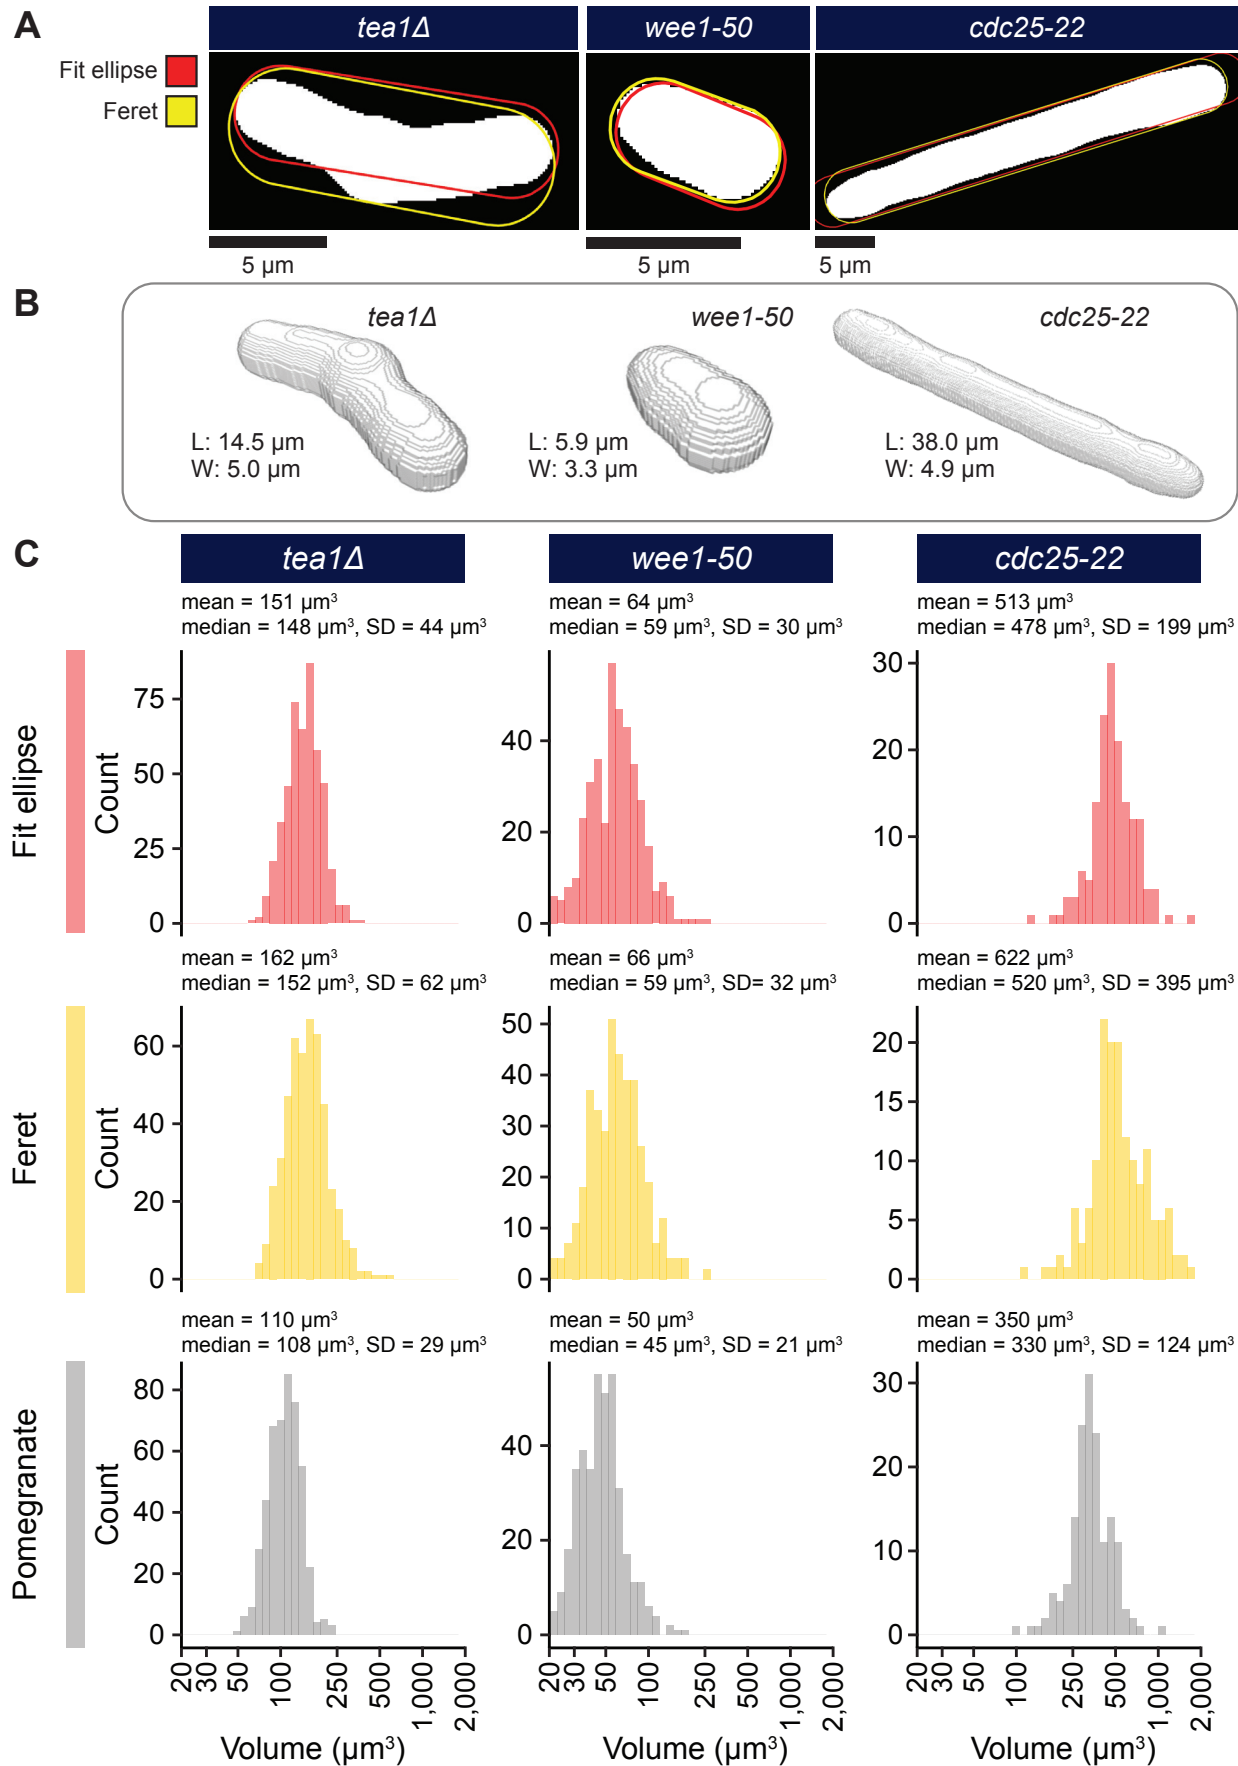 A
tea1Δ
wee1-50
cdc25-22
Fit ellipse
Feret
5 µm
5 µm
5 µm
B
tea1Δ
wee1-50
cdc25-22
L: 14.5 µm
W: 5.0 µm
L: 5.9 µm
W: 3.3 µm
L: 38.0 µm
W: 4.9 µm
C
tea1Δ
wee1-50
cdc25-22
mean = 151 µm³
median = 148 µm³, SD = 44 µm³
mean = 64 µm³
median = 59 µm³, SD = 30 µm³
mean = 513 µm³
median = 478 µm³, SD = 199 µm³
Fit ellipse
Count
75
50
25
0
40
20
0
30
20
10
0
mean = 162 µm³
median = 152 µm³, SD = 62 µm³
mean = 66 µm³
median = 59 µm³, SD= 32 µm³
mean = 622 µm³
median = 520 µm³, SD = 395 µm³
Feret
Count
60
40
20
0
50
40
30
20
10
0
20
15
10
5
0
mean = 110 µm³
median = 108 µm³, SD = 29 µm³
mean = 50 µm³
median = 45 µm³, SD = 21 µm³
mean = 350 µm³
median = 330 µm³, SD = 124 µm³
Pomegranate
Count
80
60
40
20
0
40
20
0
30
20
10
0
20 30 50 100 250 500 1,000 2,000
20 30 50 100 250 500 1,000 2,000
20 30 50 100 250 500 1,000 2,000
Volume (µm³)
Volume (µm³)
Volume (µm³)